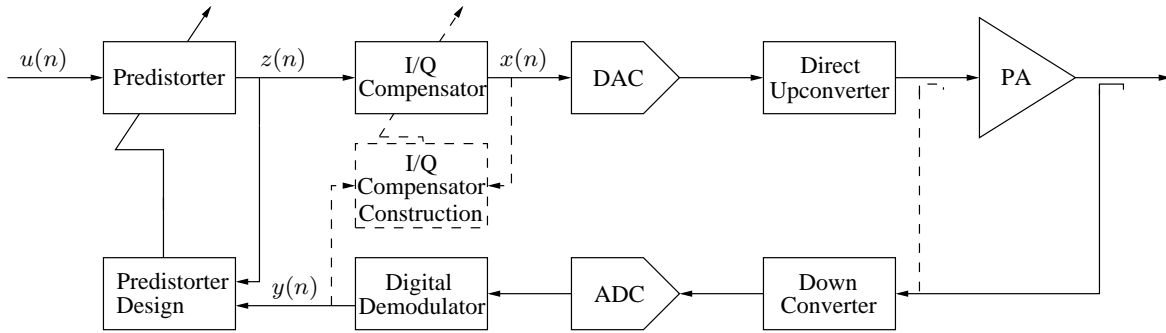 u(n)
Predistorter
z(n)
I/Q
Compensator
x(n)
DAC
Direct
Upconverter
PA
I/Q
Compensator
Construction
Predistorter
Design
y(n)
Digital
Demodulator
ADC
Down
Converter